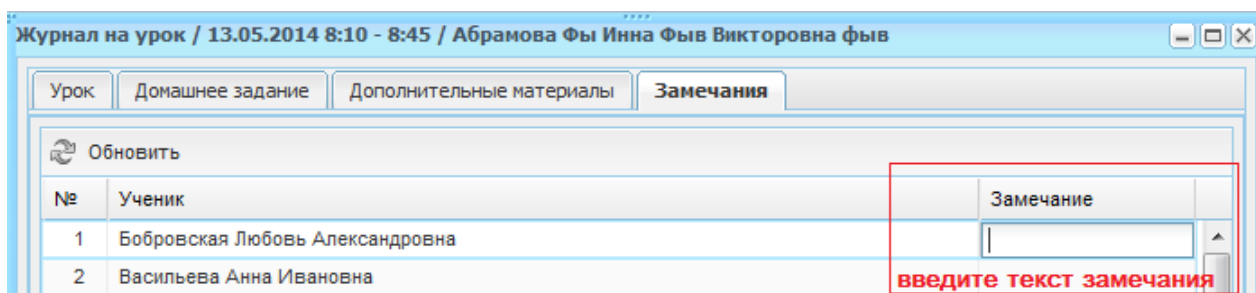 Журнал на урок / 13.05.2014 8:10 - 8:45 / Абрамова Фы Инна Фыв Викторовна фыв
Урок Домашнее задание Дополнительные материалы Замечания
Обновить
№ Ученик Замечание
1 Бобровская Любовь Александровна
2 Васильева Анна Ивановна введите текст замечания